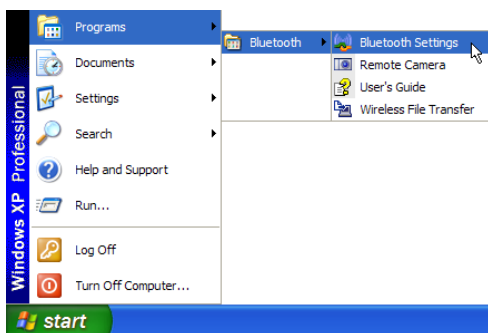 Windows XP Professional
Programs
Documents
Settings
Search
Help and Support
Run...
Log Off
Turn Off Computer...
Bluetooth
Bluetooth Settings
Remote Camera
User's Guide
Wireless File Transfer
start